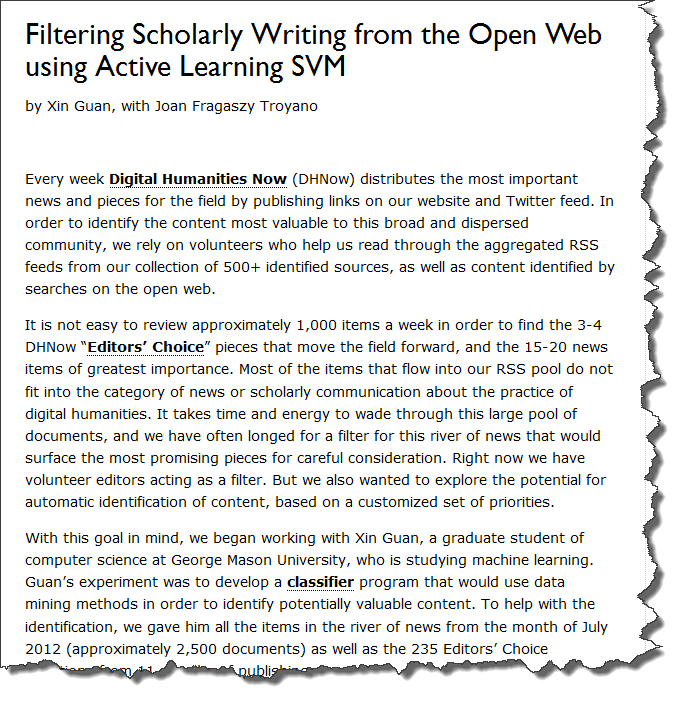 Filtering Scholarly Writing from the Open Web
using Active Learning SVM
by Xin Guan, with Joan Fragaszy Troyano
Every week Digital Humanities Now (DHNow) distributes the most important
news and pieces for the field by publishing links on our website and Twitter feed. In
order to identify the content most valuable to this broad and dispersed
community, we rely on volunteers who help us read through the aggregated RSS
feeds from our collection of 500+ identified sources, as well as content identified by
searches on the open web.
It is not easy to review approximately 1,000 items a week in order to find the 3-4
DHNow “Editors’ Choice” pieces that move the field forward, and the 15-20 news
items of greatest importance. Most of the items that flow into our RSS pool do not
fit into the category of news or scholarly communication about the practice of
digital humanities. It takes time and energy to wade through this large pool of
documents, and we have often longed for a filter for this river of news that would
surface the most promising pieces for careful consideration. Right now we have
volunteer editors acting as a filter. But we also wanted to explore the potential for
automatic identification of content, based on a customized set of priorities.
With this goal in mind, we began working with Xin Guan, a graduate student of
computer science at George Mason University, who is studying machine learning.
Guan’s experiment was to develop a classifier program that would use data
mining methods in order to identify potentially valuable content. To help with the
identification, we gave him all the items in the river of news from the month of July
2012 (approximately 2,500 documents) as well as the 235 Editors’ Choice